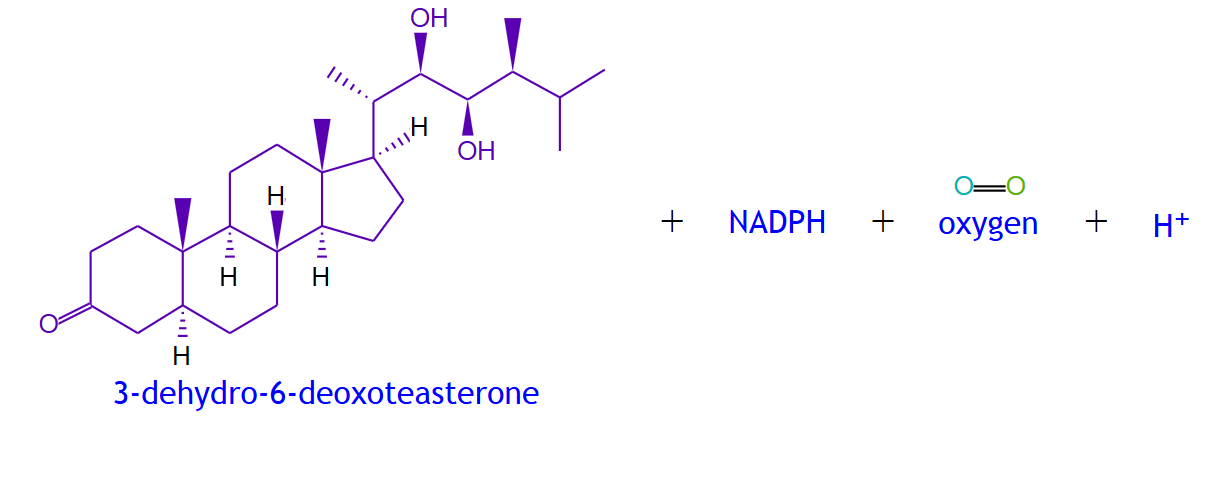 OH
H
OH
H
O O
+ NADPH + oxygen + H+
H H
O
H
3-dehydro-6-deoxoteasterone